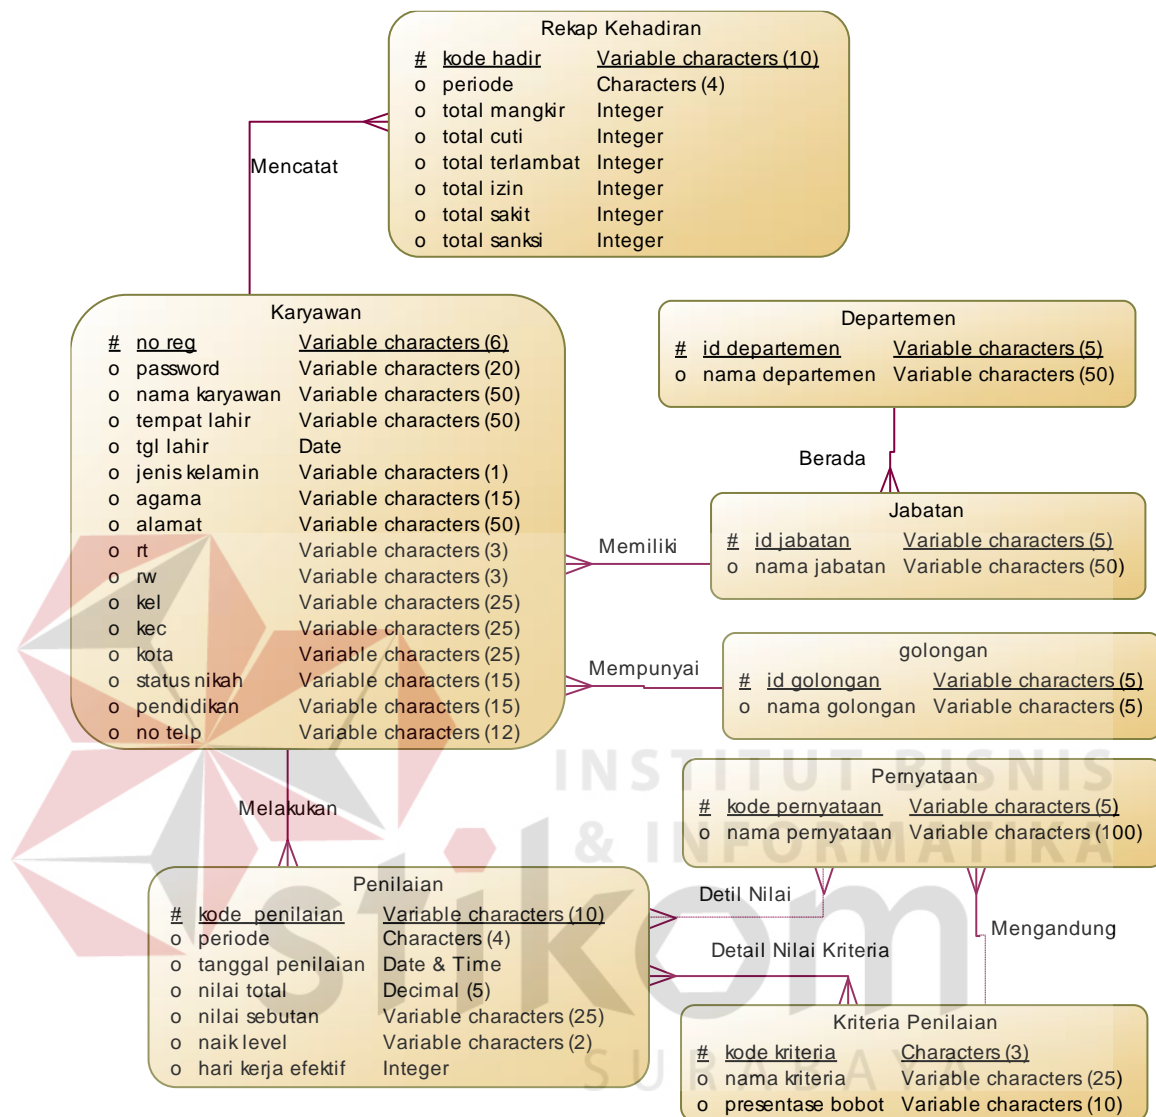 Rekap Kehadiran
# kode hadir Variable characters (10)
o periode Characters (4)
o total mangkir Integer
o total cuti Integer
o total terlambat Integer
o total izin Integer
o total sakit Integer
o total sanksi Integer
Mencatat
Karyawan
# no reg Variable characters (6)
o password Variable characters (20)
o nama karyawan Variable characters (50)
o tempat lahir Variable characters (50)
o tgl lahir Date
o jenis kelamin Variable characters (1)
o agama Variable characters (15)
o alamat Variable characters (50)
o rt Variable characters (3)
o rw Variable characters (3)
o kel Variable characters (25)
o kec Variable characters (25)
o kota Variable characters (25)
o status nikah Variable characters (15)
o pendidikan Variable characters (15)
o no telp Variable characters (12)
Departemen
# id departemen Variable characters (5)
o nama departemen Variable characters (50)
Berada
Jabatan
# id jabatan Variable characters (5)
o nama jabatan Variable characters (50)
Memiliki
golongan
# id golongan Variable characters (5)
o nama golongan Variable characters (5)
Mempunyai
INSTITUT BISNIS
& INFORMATIKA
stikom
SURABAYA
Pernyataan
# kode pernyataan Variable characters (5)
o nama pernyataan Variable characters (100)
Melakukan
Penilaian
# kode_penilaian Variable characters (10)
o periode Characters (4)
o tanggal penilaian Date & Time
o nilai total Decimal (5)
o nilai sebutan Variable characters (25)
o naik level Variable characters (2)
o hari kerja efektif Integer
Detil Nilai
Mengandung
Detail Nilai Kriteria
Kriteria Penilaian
# kode kriteria Characters (3)
o nama kriteria Variable characters (25)
o presentase bobot Variable characters (10)